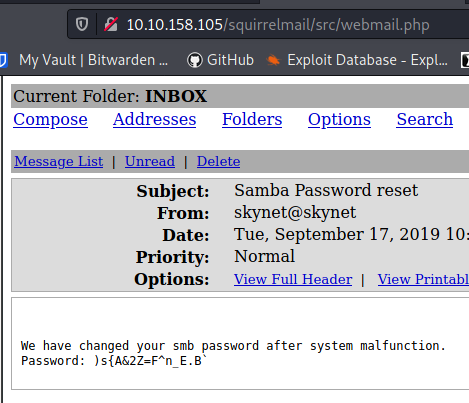 10.10.158.105/squirrelmail/src/webmail.php
My Vault | Bitwarden ... GitHub Exploit Database - Expl...
Current Folder: INBOX
Compose Addresses Folders Options Search
Message List | Unread | Delete
Subject: Samba Password reset
From: skynet@skynet
Date: Tue, September 17, 2019 10:
Priority: Normal
Options: View Full Header | View Printabl
We have changed your smb password after system malfunction.
Password: )s{A&2Z=F^n_E.B`